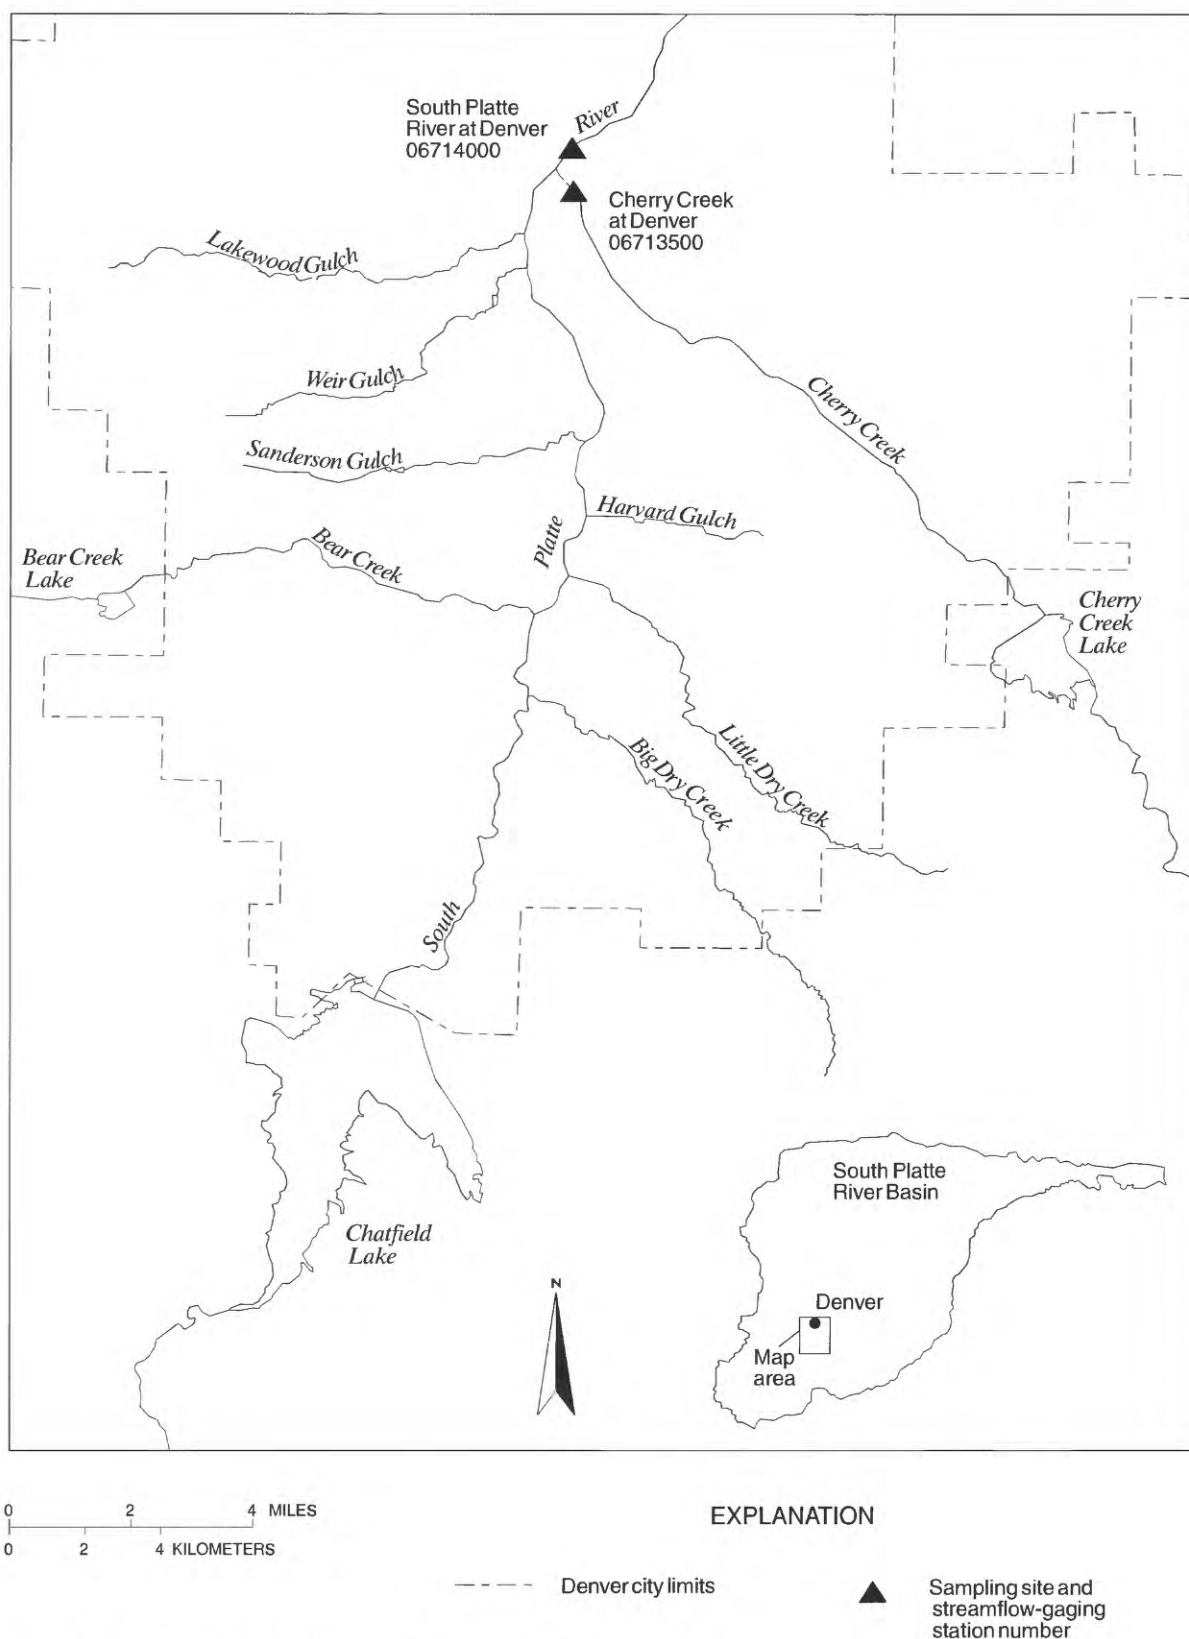 South Platte
River at Denver
06714000
River
Cherry Creek
at Denver
06713500
Lakewood Gulch
Weir Gulch
Cherry Creek
Sanderson Gulch
Harvard Gulch
Platte
Bear Creek
Lake
Bear Creek
Cherry
Creek
Lake
Little Dry Creek
Big Dry Creek
South
Chatfield
Lake
South Platte
River Basin
N
Denver
Map
area
0 2 4 MILES
0 2 4 KILOMETERS
EXPLANATION
Denver city limits
Sampling site and
streamflow-gaging
station number